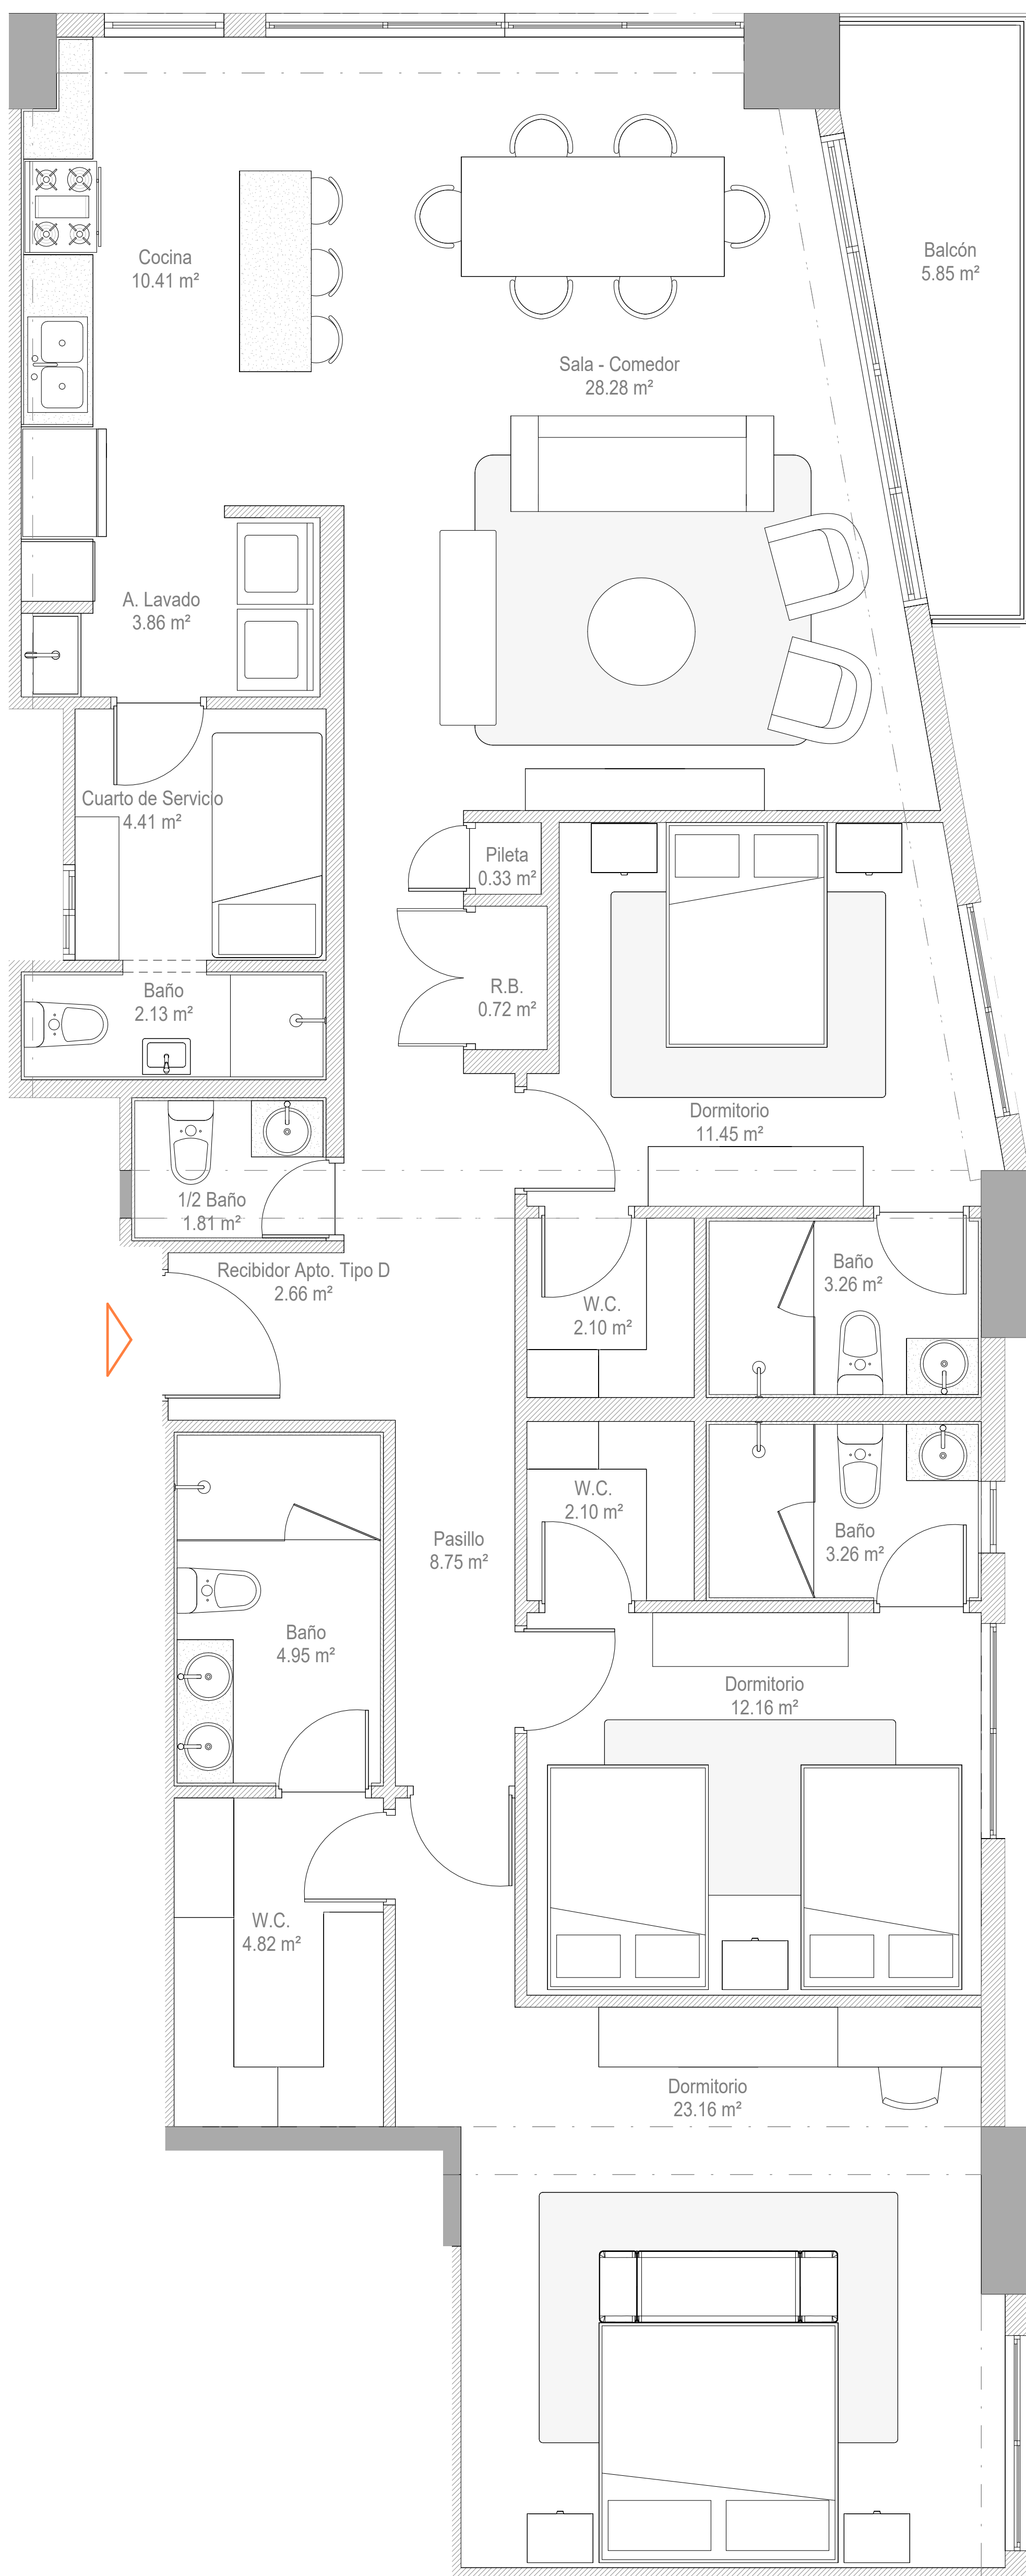 Cocina
10.41 m²
Balcón
5.85 m²
Sala - Comedor
28.28 m²
A. Lavado
3.86 m²
Cuarto de Servicio
4.41 m²
Pileta
0.33 m²
Baño
2.13 m²
R.B.
0.72 m²
Dormitorio
11.45 m²
1/2 Baño
1.81 m²
Recibidor Apto. Tipo D
2.66 m²
Baño
3.26 m²
W.C.
2.10 m²
W.C.
2.10 m²
Baño
3.26 m²
Pasillo
8.75 m²
Baño
4.95 m²
Dormitorio
12.16 m²
W.C.
4.82 m²
Dormitorio
23.16 m²